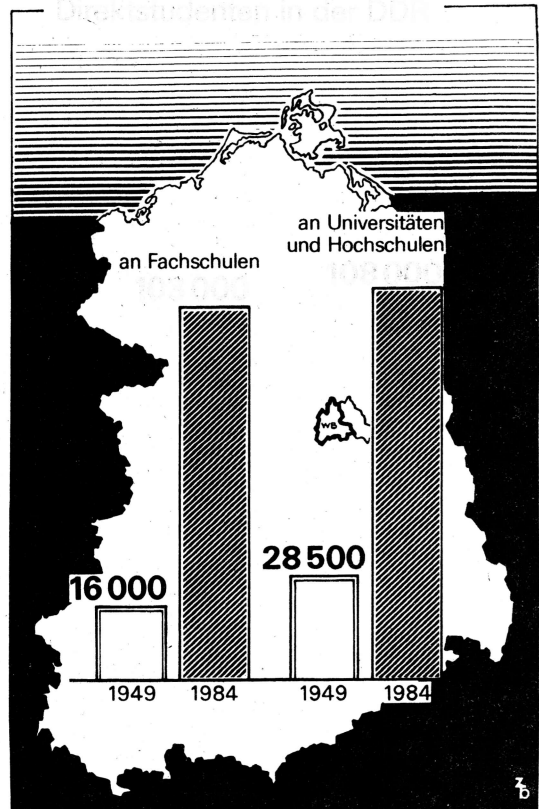 Direktstudenten in der DDR
an Universitäten
und Hochschulen
an Fachschulen
WB
28 500
16 000
1949 1984 1949 1984
zb